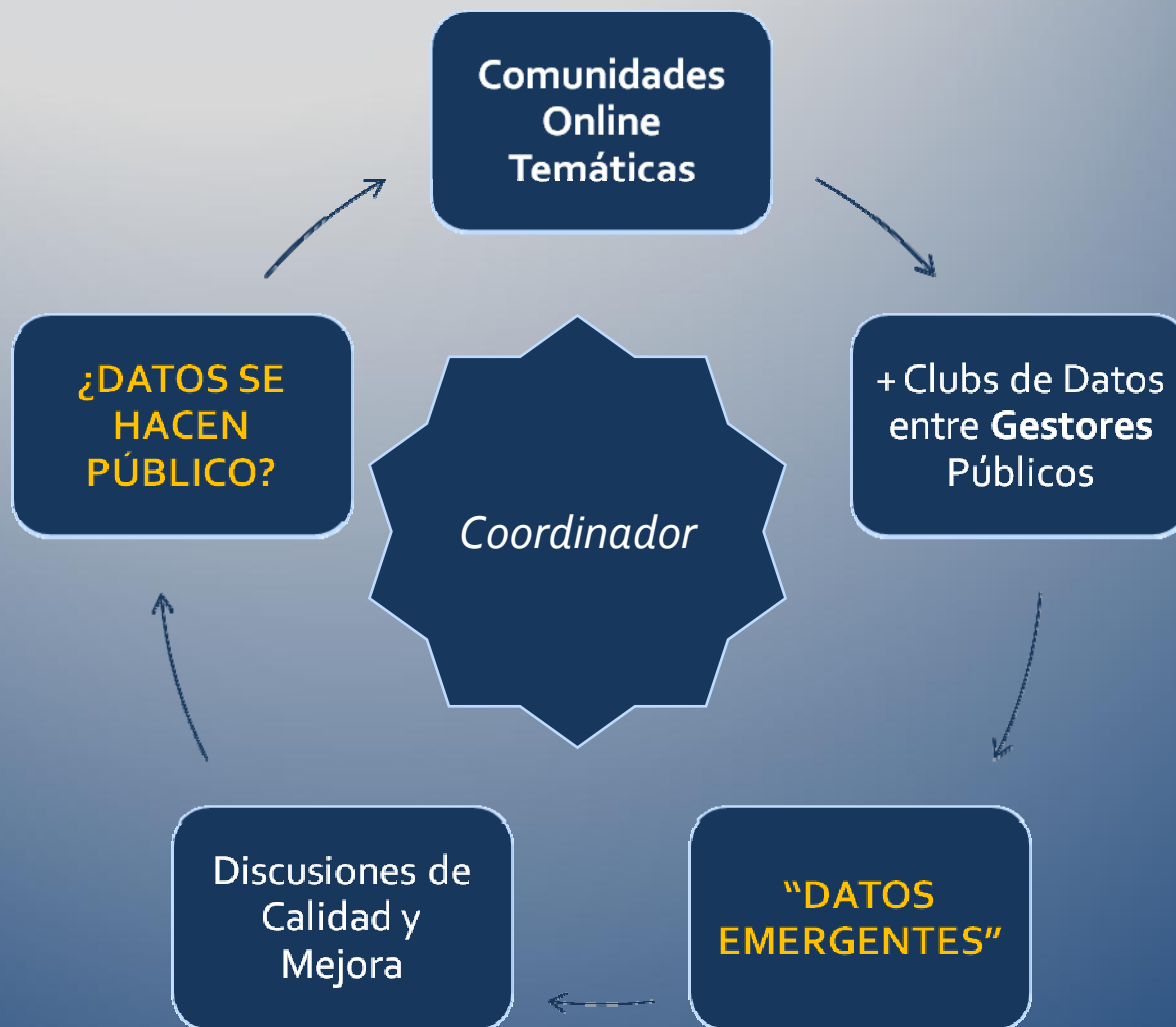 Comunidades
Online
Temáticas
¿DATOS SE
HACEN
PÚBLICO?
+ Clubs de Datos
entre Gestores
Públicos
Coordinador
Discusiones de
Calidad y
Mejora
“DATOS
EMERGENTES”